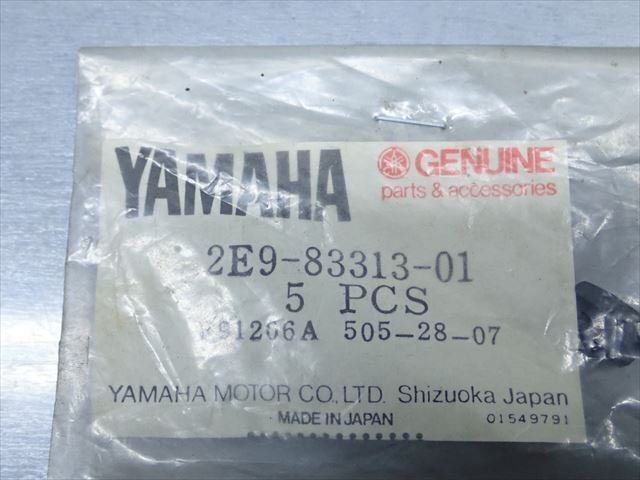 YAMAHA
GENUINE
parts & accessories
2E9-83313-01
5 PCS
505-28-07
YAMAHA MOTOR CO., LTD. Shizuoka Japan
MADE IN JAPAN
01549791